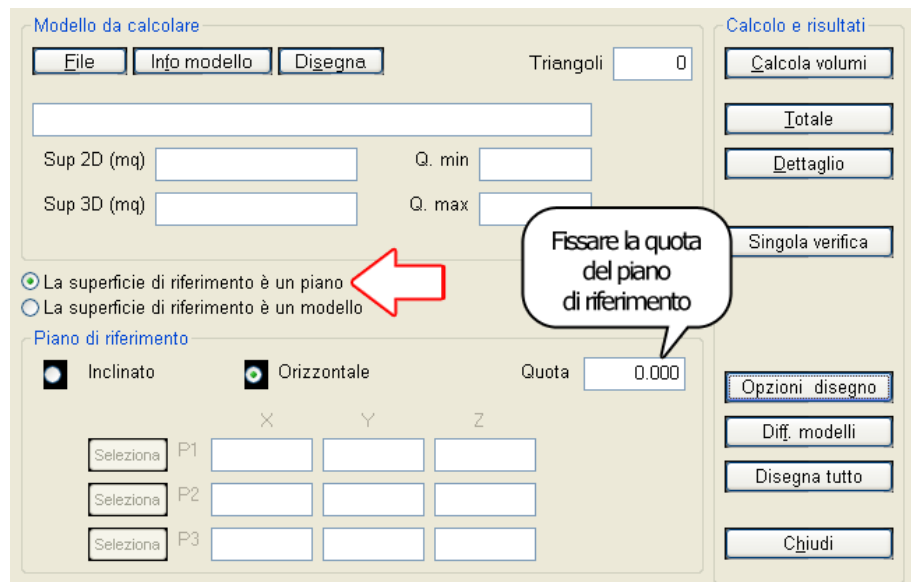 Modello da calcolare
File Info modello Disegna Triangoli 0
Sup 2D (mq) Q. min
Sup 3D (mq) Q. max
La superficie di riferimento è un piano
La superficie di riferimento è un modello
Fissare la quota
del piano
di riferimento
Piano di riferimento
Inclinato Orizzontale Quota 0.000
X Y Z
Seleziona P1
Seleziona P2
Seleziona P3
Calcolo e risultati
Calcola volumi
Totale
Dettaglio
Singola verifica
Opzioni disegno
Diff. modelli
Disegna tutto
Chiudi